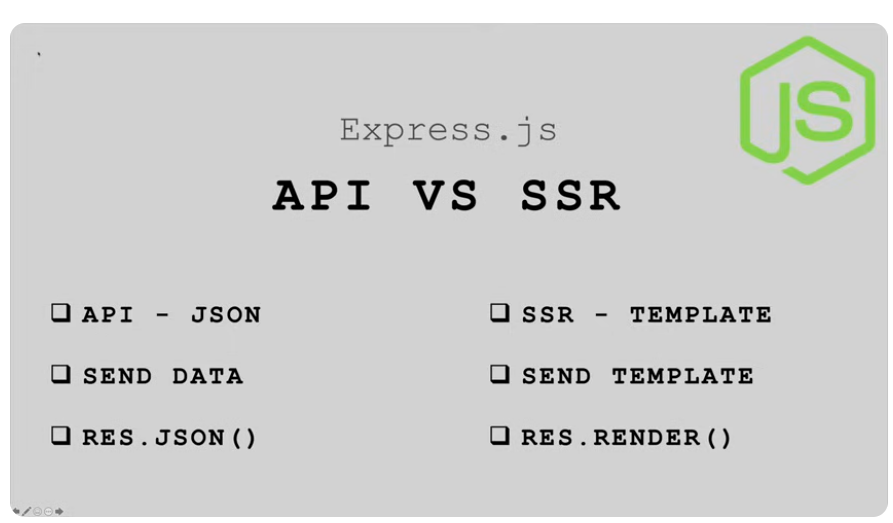 JS
Express.js
API VS SSR
API - JSON
SEND DATA
RES.JSON()
SSR - TEMPLATE
SEND TEMPLATE
RES.RENDER()